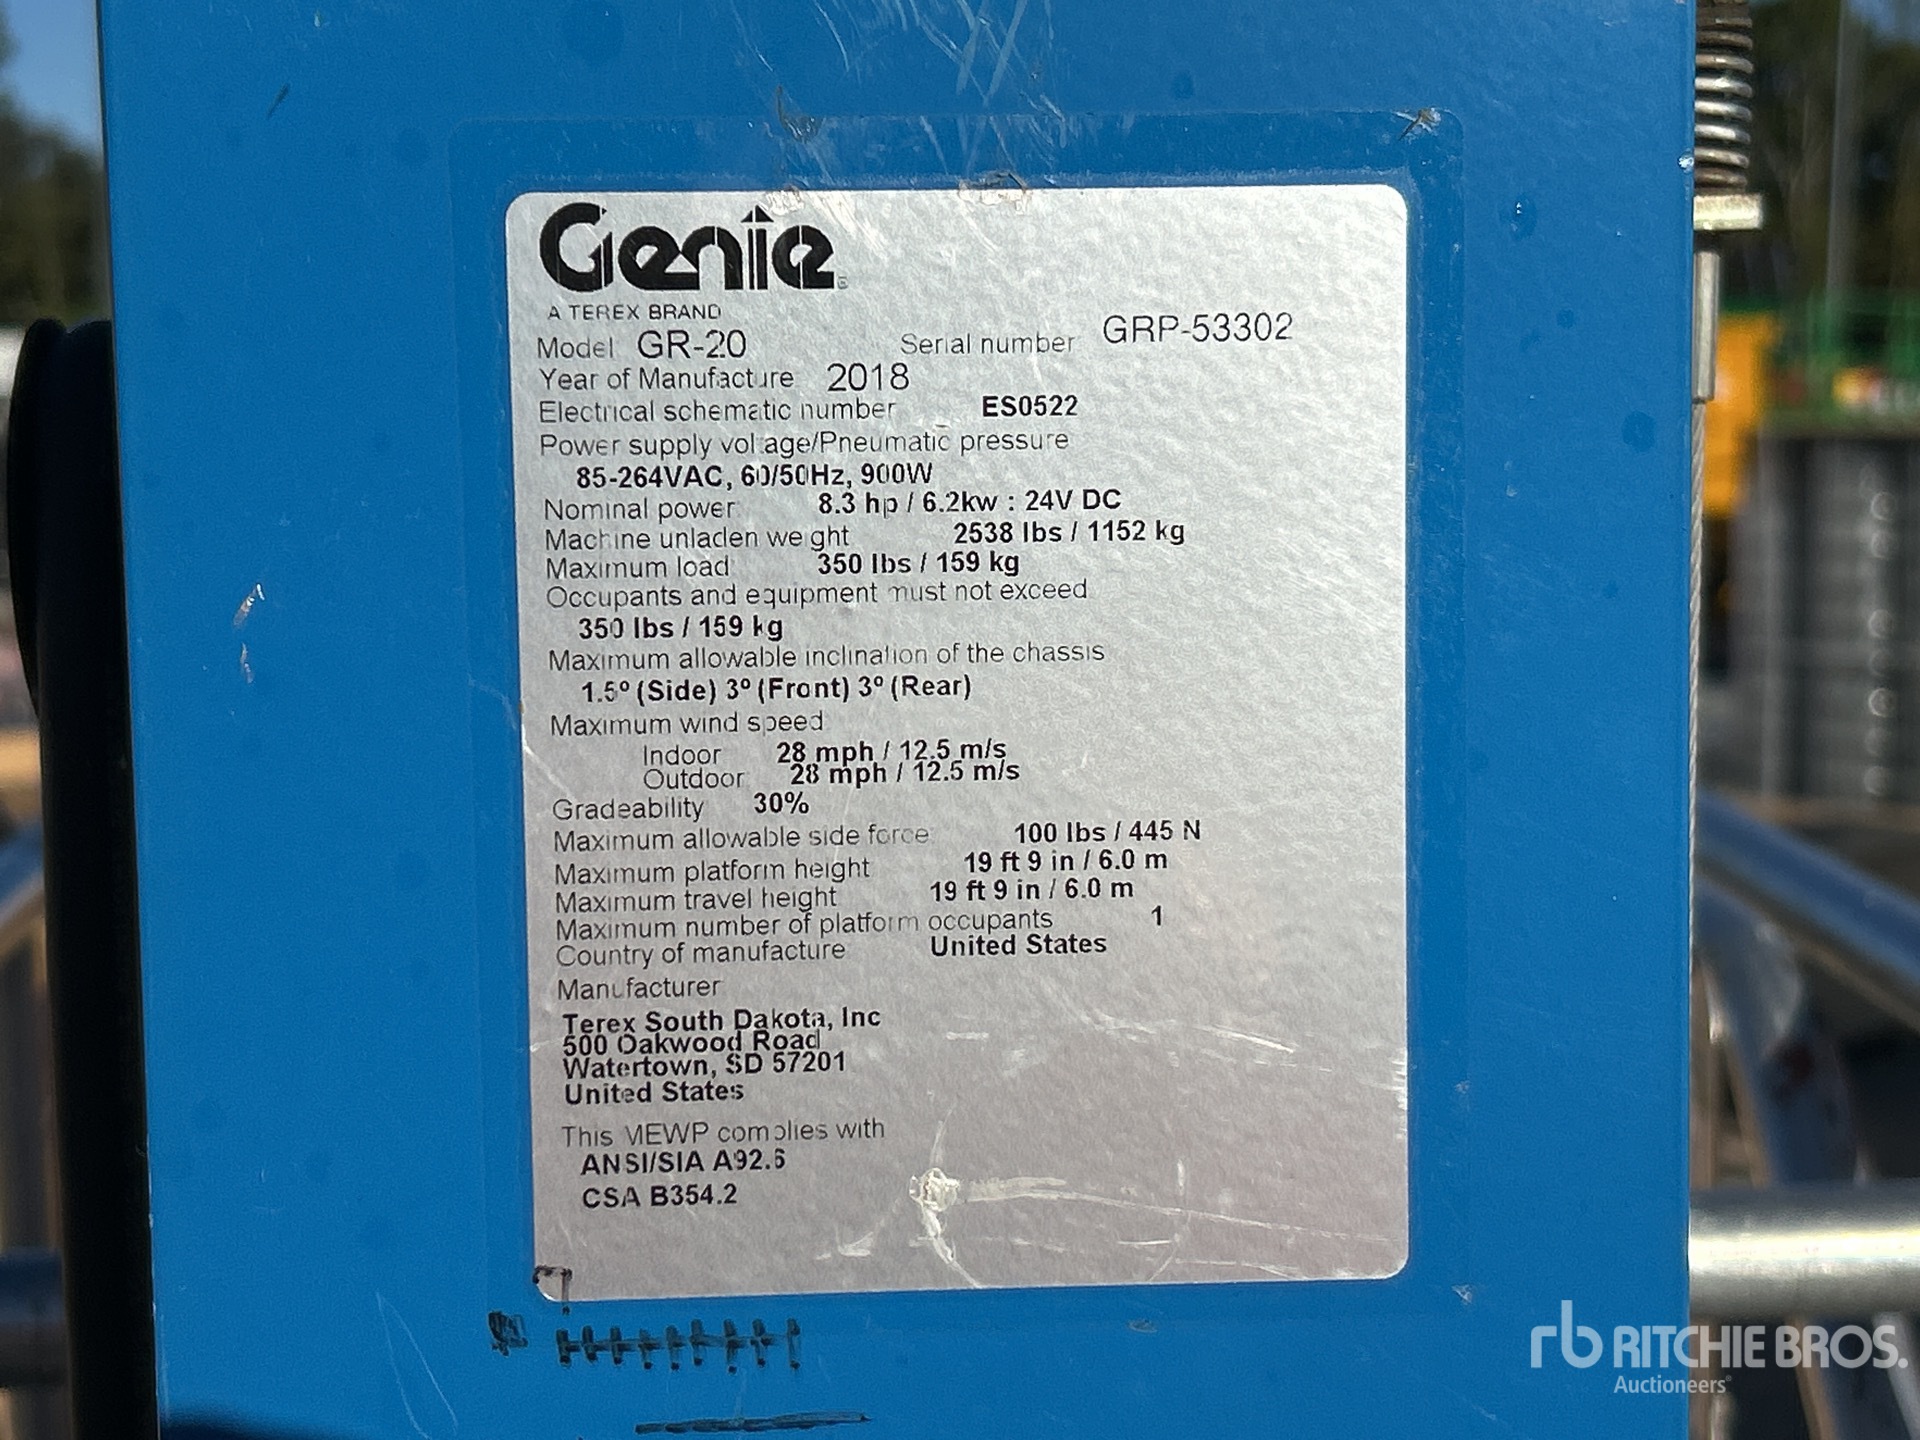 Genie
A TEREX BRAND
Model GR-20 Serial number GRP-53302
Year of Manufacture 2018
Electrical schematic number ES0522
Power supply voltage/Pneumatic pressure
85-264VAC, 60/50Hz, 900W
Nominal power 8.3 hp / 6.2kw : 24V DC
Machine unladen weight 2538 lbs / 1152 kg
Maximum load 350 lbs / 159 kg
Occupants and equipment must not exceed
350 lbs / 159 kg
Maximum allowable inclination of the chassis
1.5º (Side) 3º (Front) 3º (Rear)
Maximum wind speed
Indoor 28 mph / 12.5 m/s
Outdoor 28 mph / 12.5 m/s
Gradeability 30%
Maximum allowable side force 100 lbs / 445 N
Maximum platform height 19 ft 9 in / 6.0 m
Maximum travel height 19 ft 9 in / 6.0 m
Maximum number of platform occupants 1
Country of manufacture United States
Manufacturer
Terex South Dakota, Inc
500 Oakwood Road
Watertown, SD 57201
United States
This MEWP complies with
ANSI/SIA A92.6
CSA B354.2
rb RITCHIE BROS.
Auctioneers